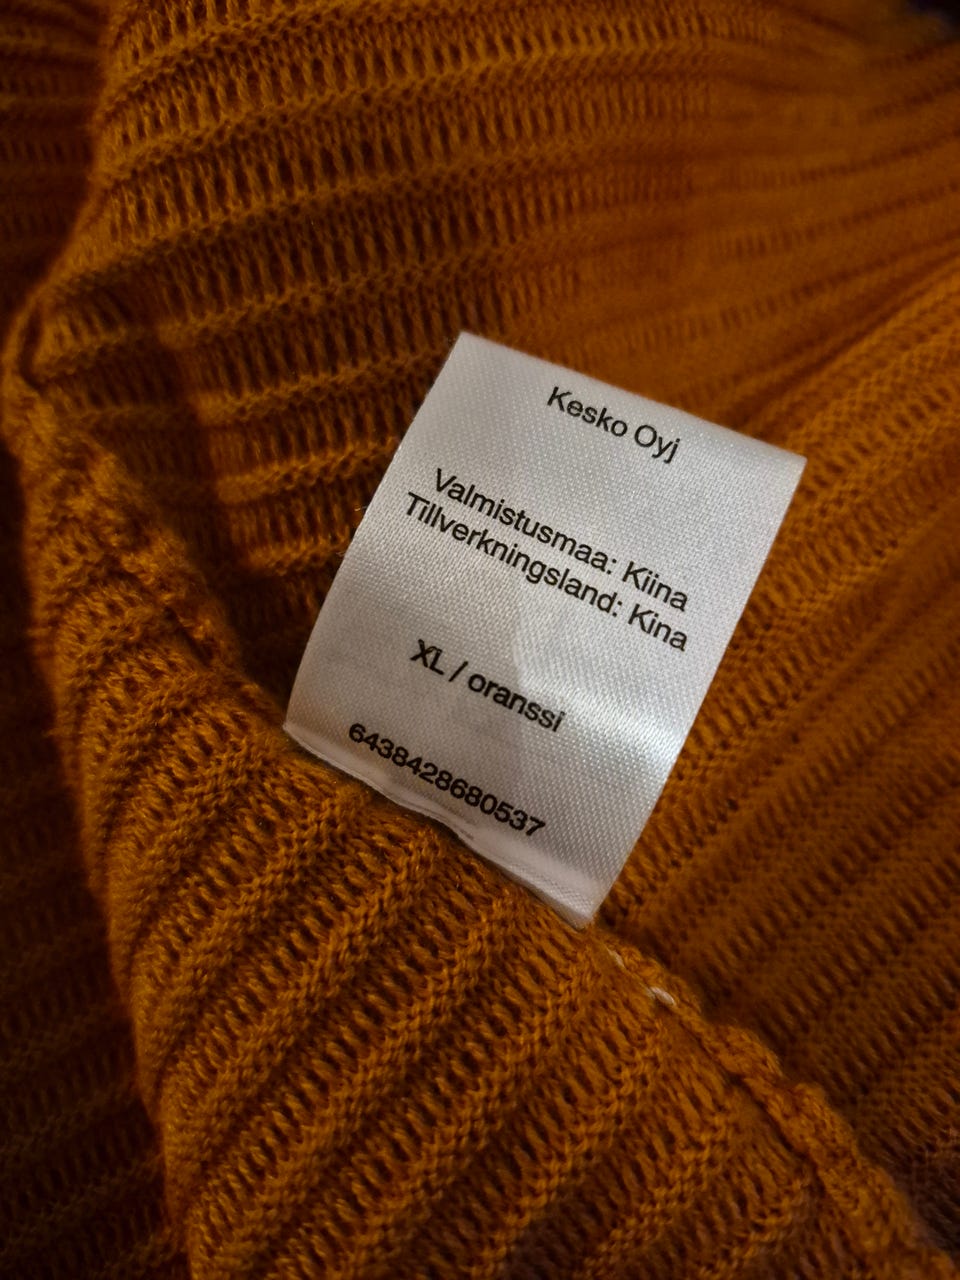 Kesko Oyj
Valmistusmaa: Kiina
Tillverkningsland: Kina
XL / oranssi
6438428680537